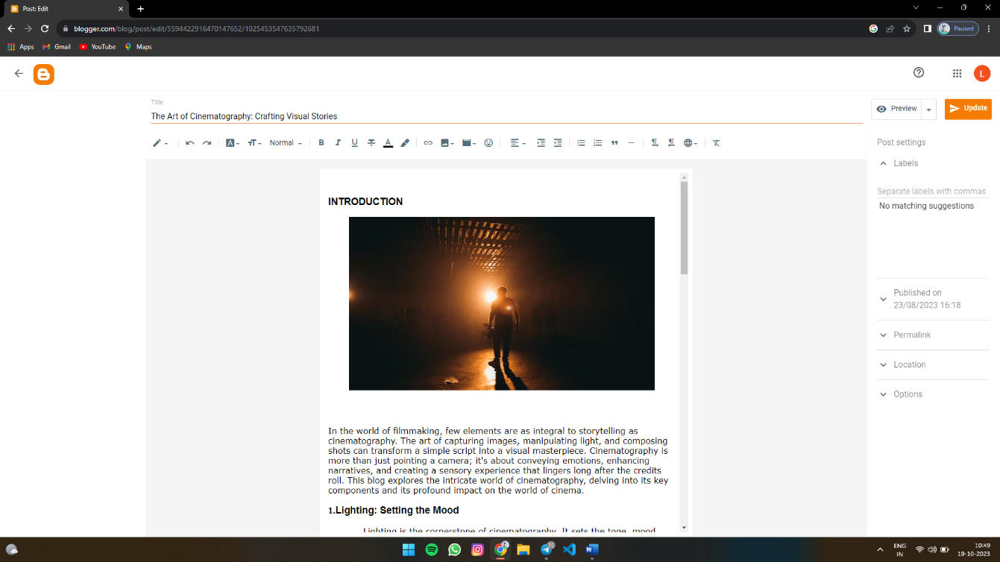 Post: Edit
blogger.com/blog/post/edit/5594422916470147652/1025453547635792681
Paused
Apps
Gmail
YouTube
Maps
L
Title
The Art of Cinematography: Crafting Visual Stories
Preview
Update
Normal
Post settings
Labels
Separate labels with commas
No matching suggestions
Published on
23/08/2023 16:18
Permalink
Location
Options
INTRODUCTION
In the world of filmmaking, few elements are as integral to storytelling as
cinematography. The art of capturing images, manipulating light, and composing
shots can transform a simple script into a visual masterpiece. Cinematography is
more than just pointing a camera; it's about conveying emotions, enhancing
narratives, and creating a sensory experience that lingers long after the credits
roll. This blog explores the intricate world of cinematography, delving into its key
components and its profound impact on the world of cinema.
1.Lighting: Setting the Mood
Lighting is the cornerstone of cinematography. It sets the tone, mood
70
ENG
IN
10:49
19-10-2023